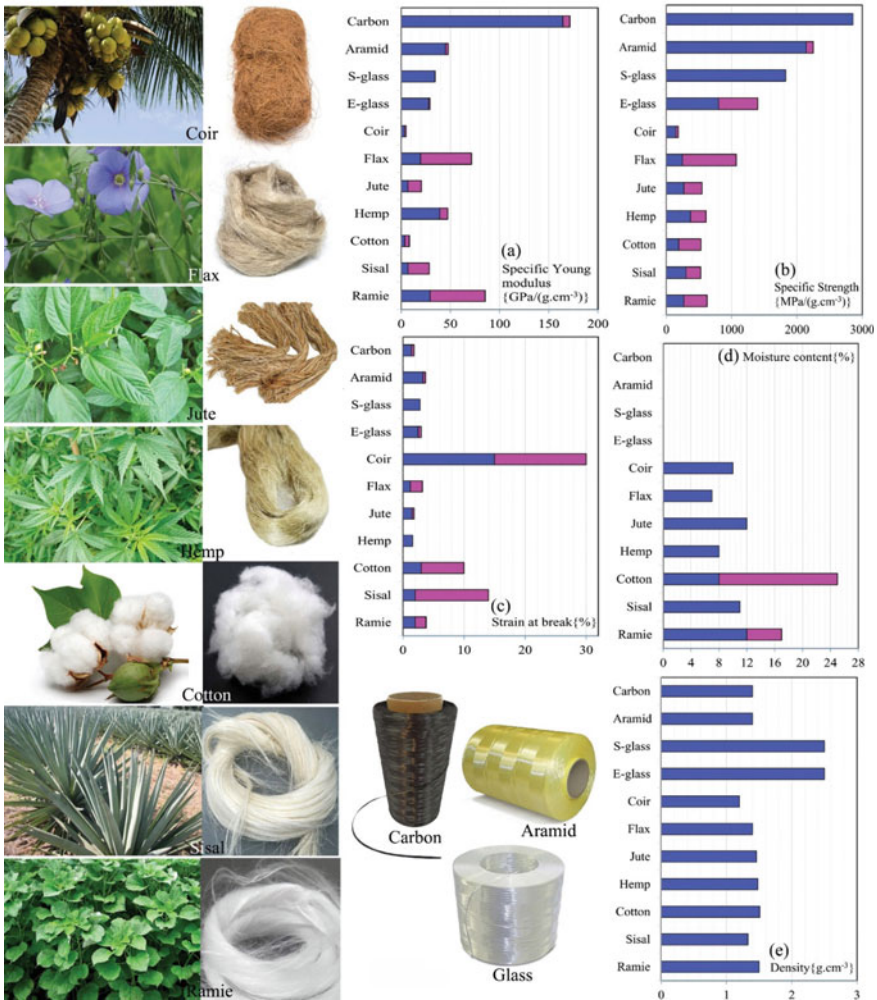 Coir
Flax
Jute
Hemp
Cotton
Sisal
Ramie
Carbon
Aramid
S-glass
E-glass
Coir
Flax
Jute
Hemp
Cotton
Sisal
Ramie
(a)
Specific Young
modulus
{GPa/(g.cm⁻³)}
0 50 100 150 200
Carbon
Aramid
S-glass
E-glass
Coir
Flax
Jute
Hemp
Cotton
Sisal
Ramie
(b)
Specific Strength
{MPa/(g.cm⁻³)
0 1000 2000 3000
Carbon
Aramid
S-glass
E-glass
Coir
Flax
Jute
Hemp
Cotton
Sisal
Ramie
(c)
Strain at break{%}
0 10 20 30
Carbon
Aramid
S-glass
E-glass
Coir
Flax
Jute
Hemp
Cotton
Sisal
Ramie
(d) Moisture content{%}
0 4 8 12 16 20 24 28
Carbon
Aramid
Glass
Carbon
Aramid
S-glass
E-glass
Coir
Flax
Jute
Hemp
Cotton
Sisal
Ramie
(e)
Density{g.cm⁻³}
0 1 2 3